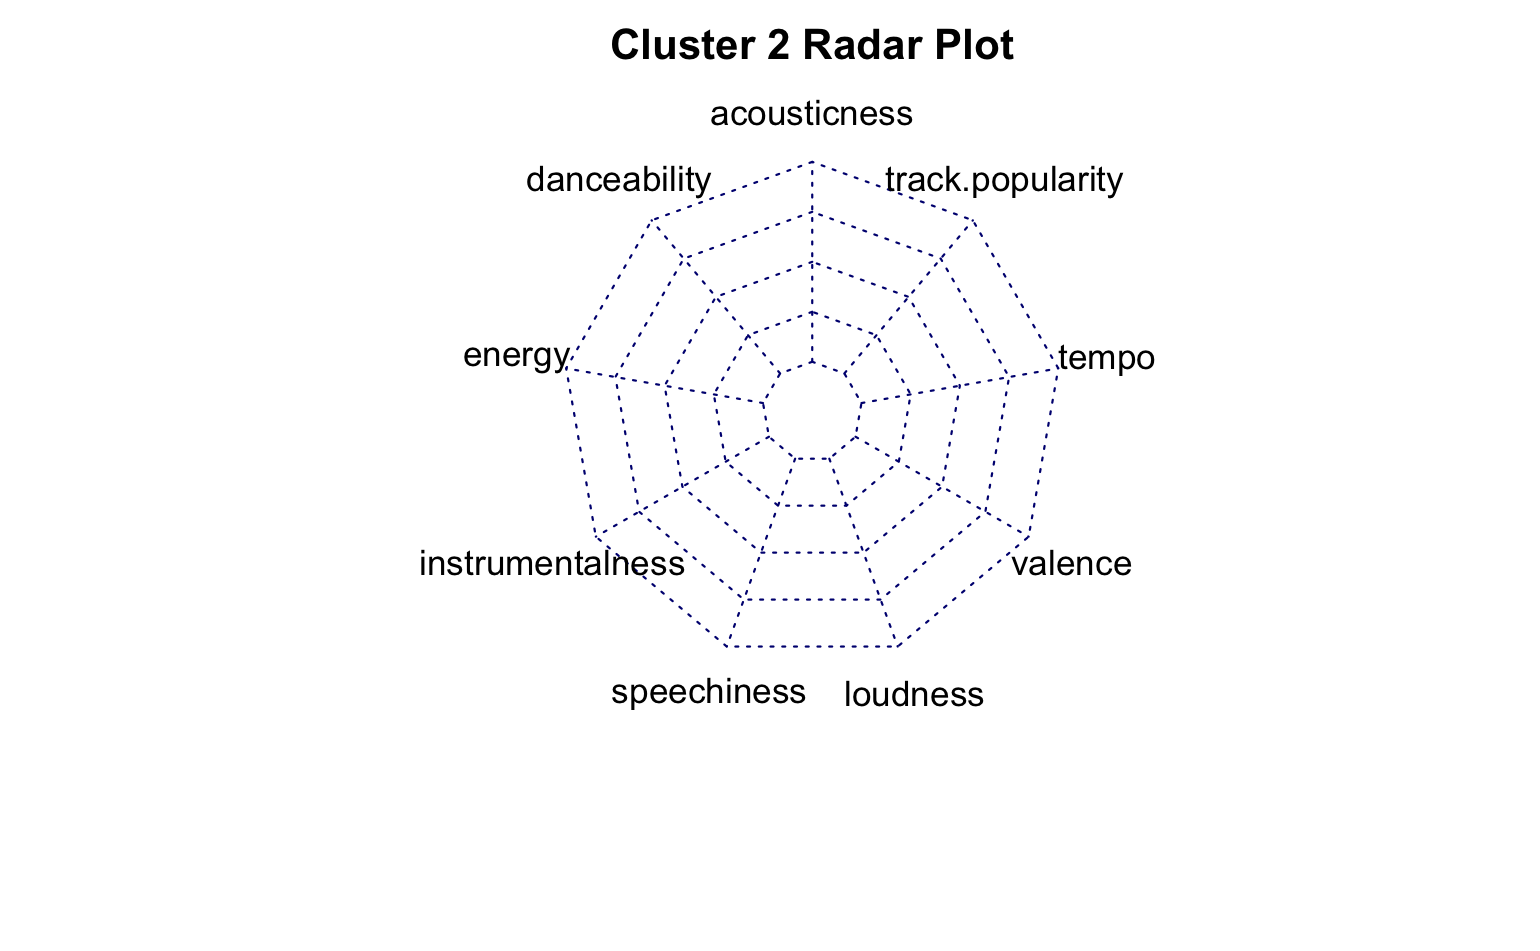 Cluster 2 Radar Plot
acousticness
danceability
track.popularity
energy
tempo
instrumentalness
valence
speechiness
loudness